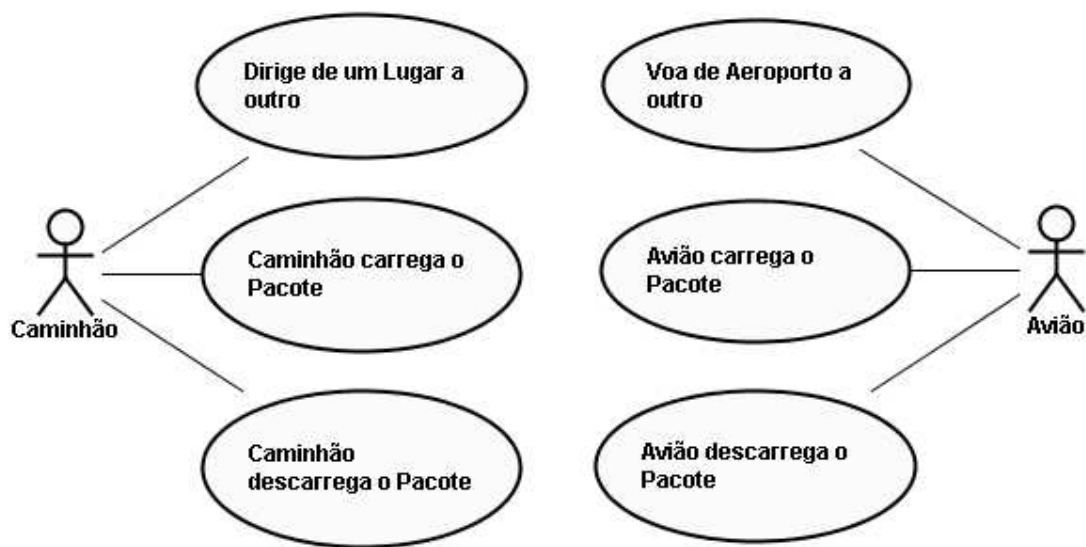 Dirige de um Lugar a
outro
Voa de Aeroporto a
outro
Caminhão carrega o
Pacote
Avião carrega o
Pacote
Caminhão
Avião
Caminhão
descarrega o Pacote
Avião descarrega o
Pacote